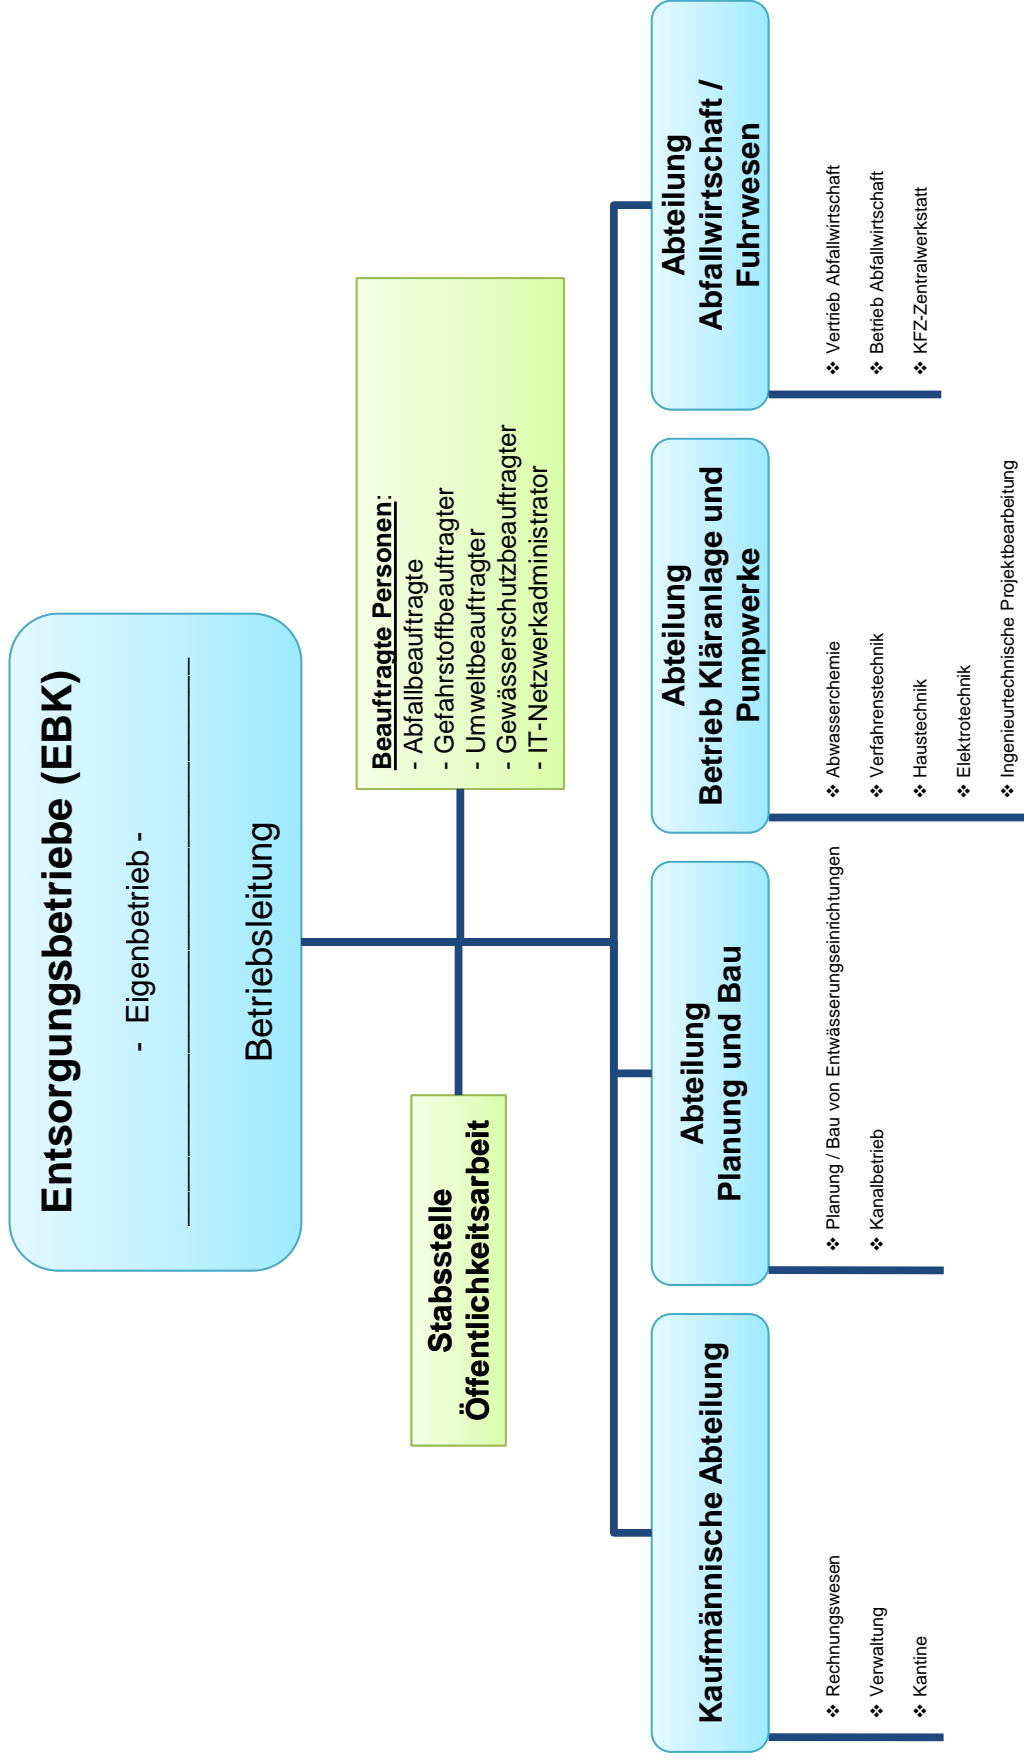 Entsorgungsbetriebe (EBK)
- Eigenbetrieb -
Betriebsleitung
Stabsstelle
Öffentlichkeitsarbeit
Beauftragte Personen:
- Abfallbeauftragte
- Gefahrstoffbeauftragter
- Umweltbeauftragter
- Gewässerschutzbeauftragter
- IT-Netzwerkadministrator
Kaufmännische Abteilung
❖ Rechnungswesen
❖ Verwaltung
❖ Kantine
Abteilung
Planung und Bau
❖ Planung / Bau von Entwässerungseinrichtungen
❖ Kanalbetrieb
Abteilung
Betrieb Kläranlage und
Pumpwerke
❖ Abwasserchemie
❖ Verfahrenstechnik
❖ Haustechnik
❖ Elektrotechnik
❖ Ingenieurtechnische Projektbearbeitung
Abteilung
Abfallwirtschaft /
Fuhrwesen
❖ Vertrieb Abfallwirtschaft
❖ Betrieb Abfallwirtschaft
❖ KFZ-Zentralwerkstatt